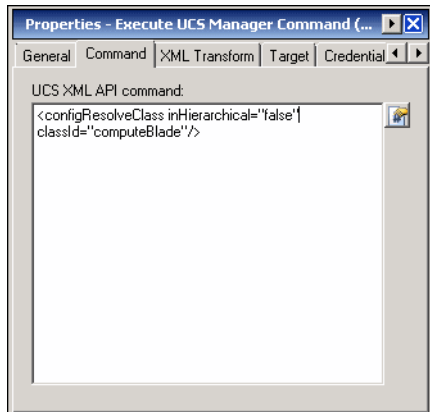 Properties - Execute UCS Manager Command (...
General Command XML Transform Target Credential
UCS XML API command:
<configResolveClass inHierarchical="false"
classId="computeBlade"/>